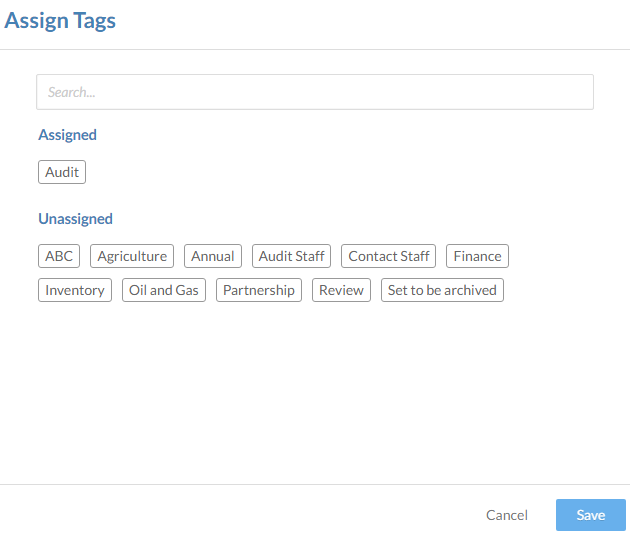 Assign Tags
Search...
Assigned
Audit
Unassigned
ABC Agriculture Annual Audit Staff Contact Staff Finance
Inventory Oil and Gas Partnership Review Set to be archived
Cancel Save